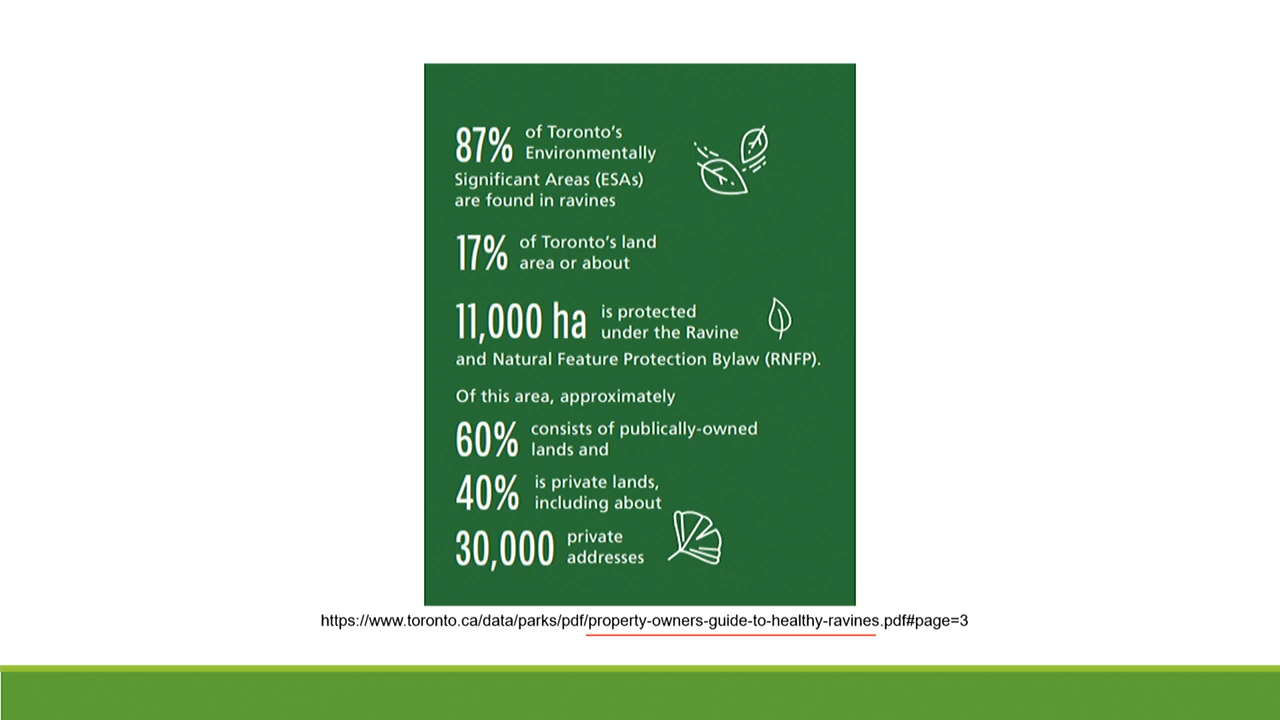 87% of Toronto's
Environmentally
Significant Areas (ESAs)
are found in ravines
17% of Toronto's land
area or about
11,000 ha is protected
under the Ravine
and Natural Feature Protection Bylaw (RNFP).
Of this area, approximately
60% consists of publically-owned
lands and
40% is private lands,
including about
30,000 private
addresses
https://www.toronto.ca/data/parks/pdf/property-owners-guide-to-healthy-ravines.pdf#page=3